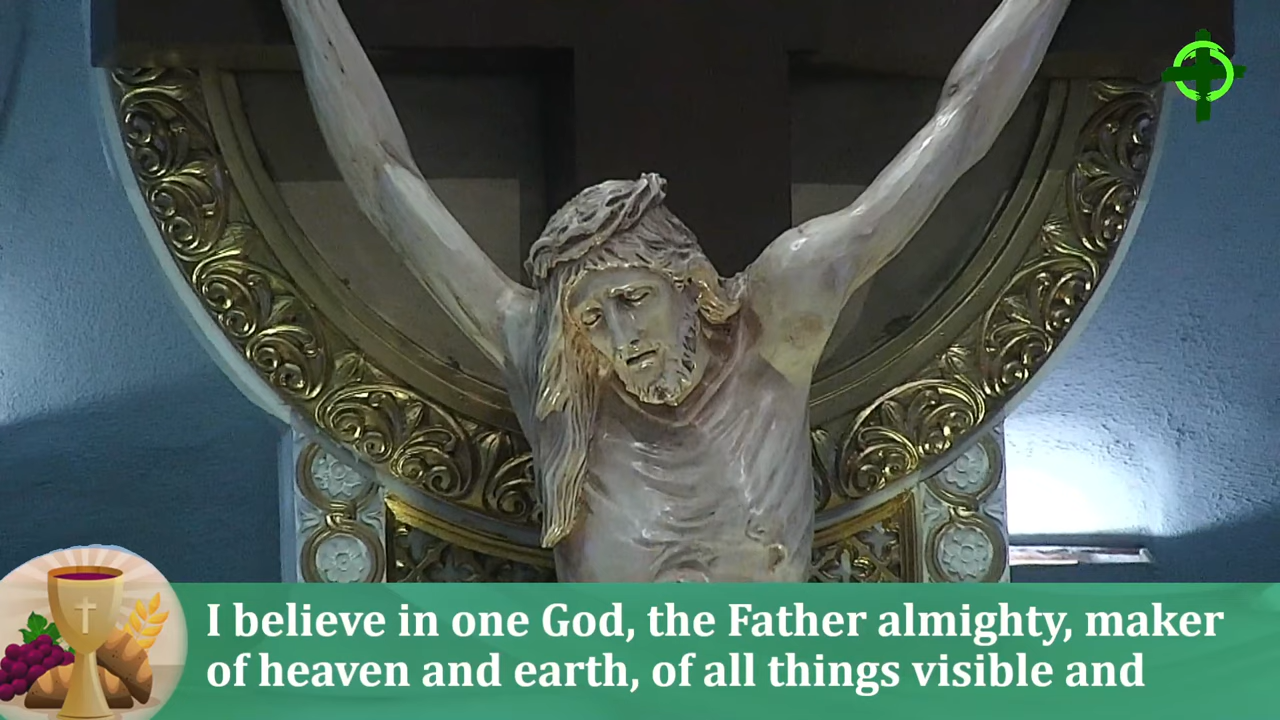 I believe in one God, the Father almighty, maker
of heaven and earth, of all things visible and